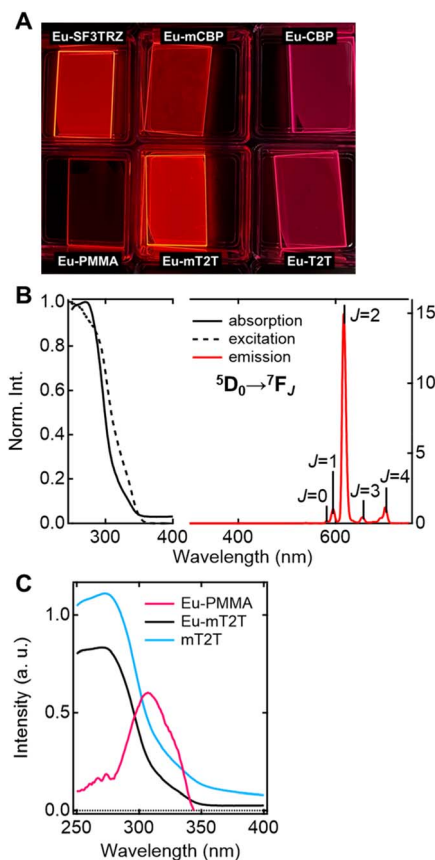 A
Eu-SF3TRZ Eu-mCBP Eu-CBP
Eu-PMMA Eu-mT2T Eu-T2T
B
1.0
0.8
0.6
0.4
0.2
0.0
Norm. Int.
absorption
excitation
emission
⁵D₀→⁷F_J
J=0
J=1
J=2
J=3
J=4
15
10
5
0
300 400 400 600
Wavelength (nm)
C
Eu-PMMA
Eu-mT2T
mT2T
1.0
0.5
0.0
Intensity (a. u.)
250 300 350 400
Wavelength (nm)